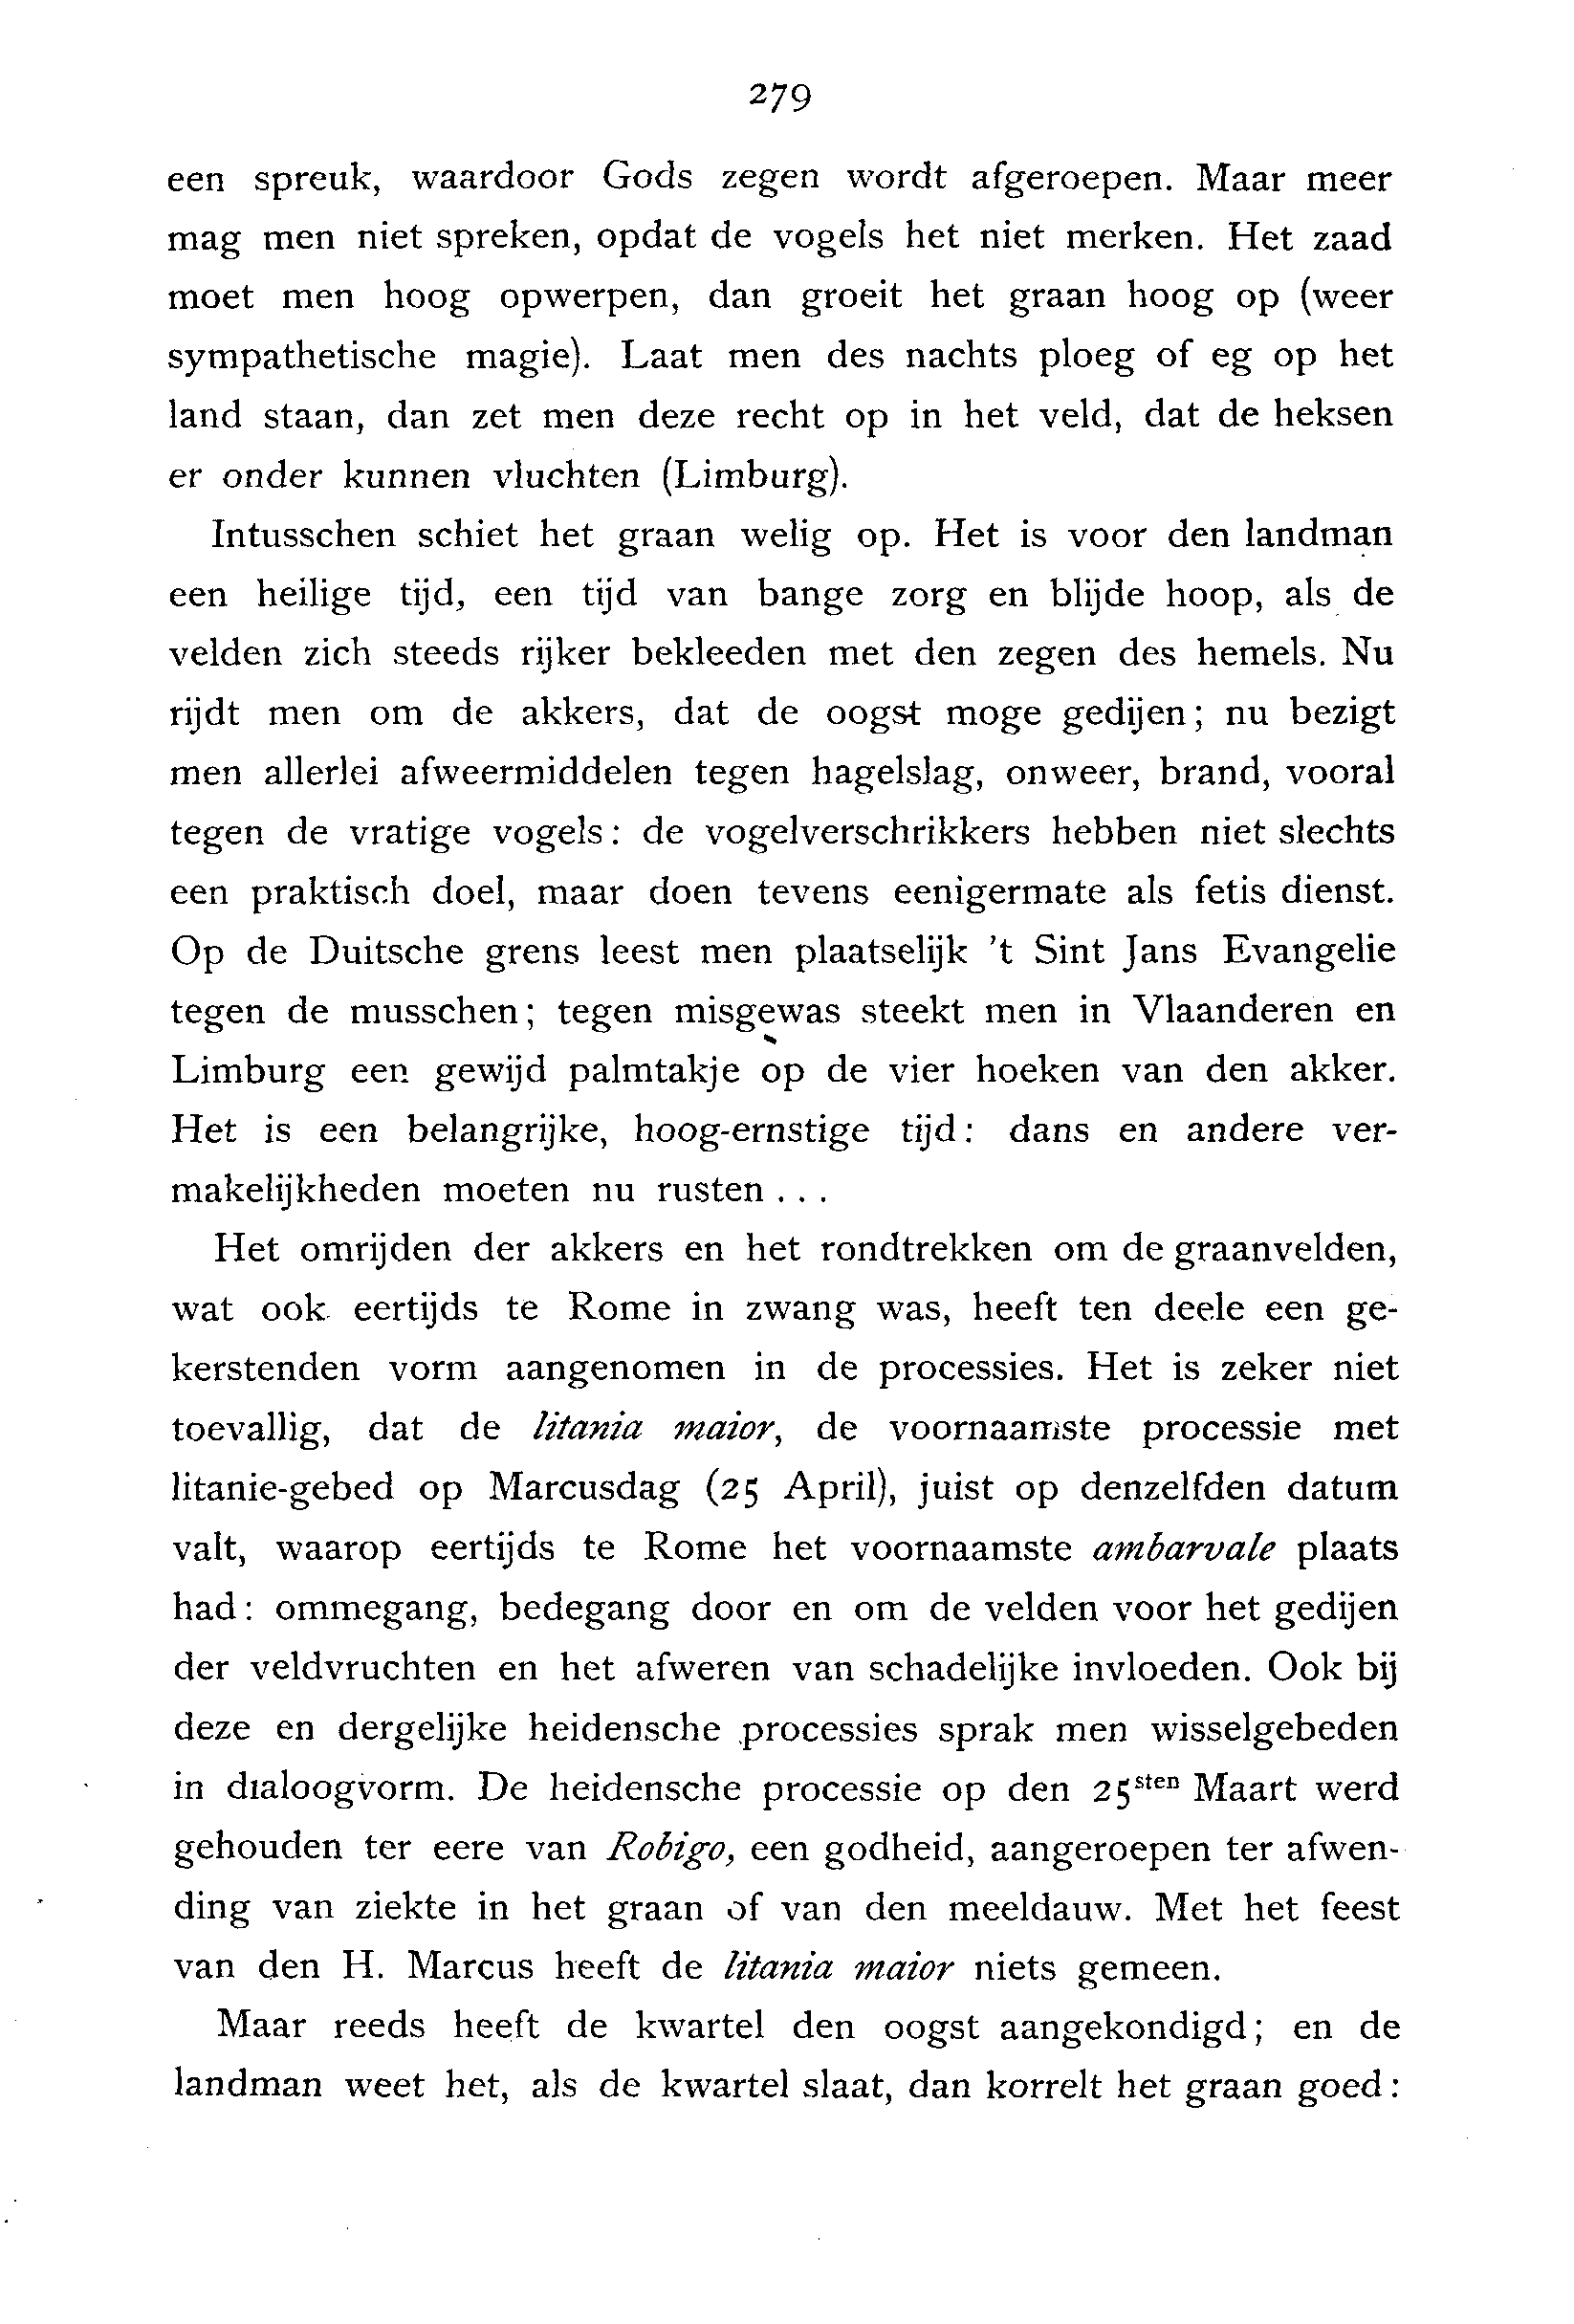 279
een spreuk, waardoor Gods zegen wordt afgeroepen. Maar meer
mag men niet spreken, opdat de vogels het niet merken. Het zaad
moet men hoog opwerpen, dan groeit het graan hoog op (weer
sympathetische magie). Laat men des nachts ploeg of eg op het
land staan, dan zet men deze recht op in het veld, dat de heksen
er onder kunnen vluchten (Limburg).
Intusschen schiet het graan welig op. Het is voor den landman
een heilige tijd, een tijd van bange zorg en blijde hoop, als de
velden zich steeds rijker bekleeden met den zegen des hemels. Nu
rijdt men om de akkers, dat de oogst moge gedijen; nu bezigt
men allerlei afweermiddelen tegen hagelslag, onweer, brand, vooral
tegen de vratige vogels: de vogelverschrikkers hebben niet slechts
een praktisch doel, maar doen tevens eenigermate als fetis dienst.
Op de Duitsche grens leest men plaatselijk 't Sint Jans Evangelie
tegen de musschen; tegen misgewas steekt men in Vlaanderen en
Limburg een gewijd palmtakje op de vier hoeken van den akker.
Het is een belangrijke, hoog-ernstige tijd: dans en andere ver-
makelijkheden moeten nu rusten . . .
Het omrijden der akkers en het rondtrekken om de graanvelden,
wat ook eertijds te Rome in zwang was, heeft ten deele een ge-
kerstenden vorm aangenomen in de processies. Het is zeker niet
toevallig, dat de litania maior, de voornaamste processie met
litanie-gebed op Marcusdag (25 April), juist op denzelfden datum
valt, waarop eertijds te Rome het voornaamste ambarvale plaats
had: ommegang, bedegang door en om de velden voor het gedijen
der veldvruchten en het afweren van schadelijke invloeden. Ook bij
deze en dergelijke heidensche processies sprak men wisselgebeden
in dialoogvorm. De heidensche processie op den 25sten Maart werd
gehouden ter eere van Robigo, een godheid, aangeroepen ter afwen-
ding van ziekte in het graan of van den meeldauw. Met het feest
van den H. Marcus heeft de litania maior niets gemeen.
Maar reeds heeft de kwartel den oogst aangekondigd; en de
landman weet het, als de kwartel slaat, dan korrelt het graan goed: